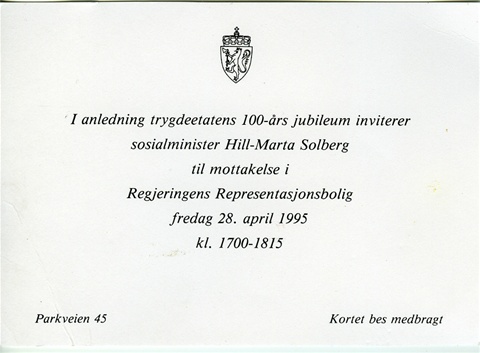 I anledning trygdeetatens 100-års jubileum inviterer
sosialminister Hill-Marta Solberg
til mottakelse i
Regjeringens Representasjonsbolig
fredag 28. april 1995
kl. 1700-1815
Parkveien 45
Kortet bes medbragt